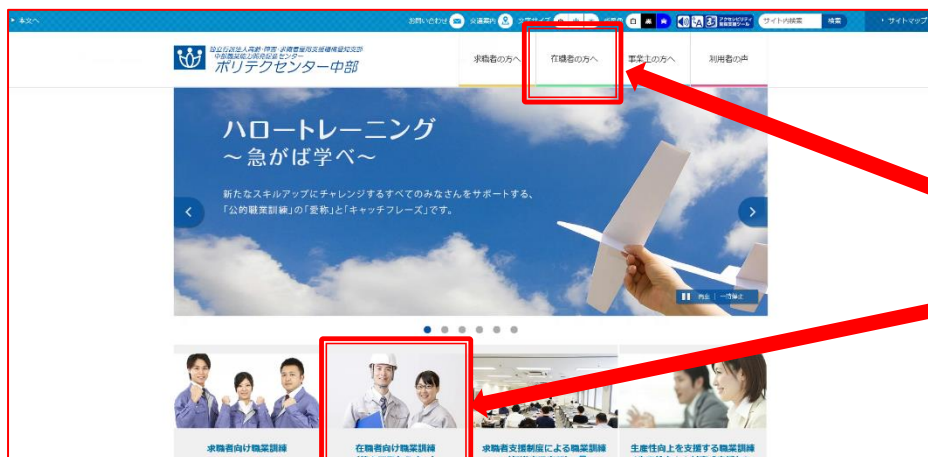 本文へ
お問い合わせ 交通案内 文字サイズ
サイト内検索 検索 サイトマップ
独立行政法人高齢・障害・求職者雇用支援機構愛知支部
中部職業能力開発促進センター
ポリテクセンター中部
求職者の方へ 在職者の方へ 事業主の方へ 利用者の声
ハロートレーニング
～急がば学べ～
新たなスキルアップにチャレンジするすべてのみなさんをサポートする、
「公的職業訓練」の「愛称」と「キャッチフレーズ」です。
再生 | 一時停止
求職者向け職業訓練 在職者向け職業訓練 求職者支援制度による職業訓練 生産性向上を支援する職業訓練